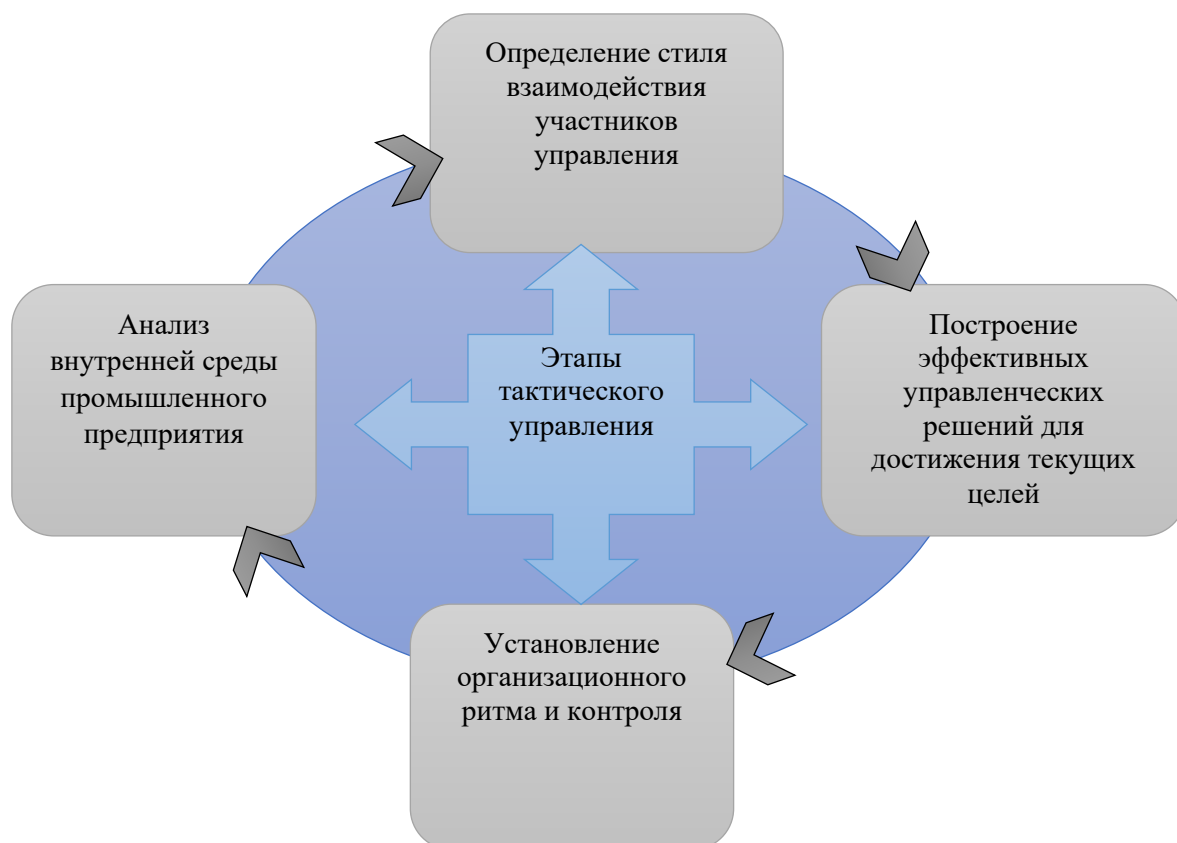 Определение стиля
взаимодействия
участников
управления
Анализ
внутренней среды
промышленного
предприятия
Этапы
тактического
управления
Построение
эффективных
управленческих
решений для
достижения текущих
целей
Установление
организационного
ритма и контроля